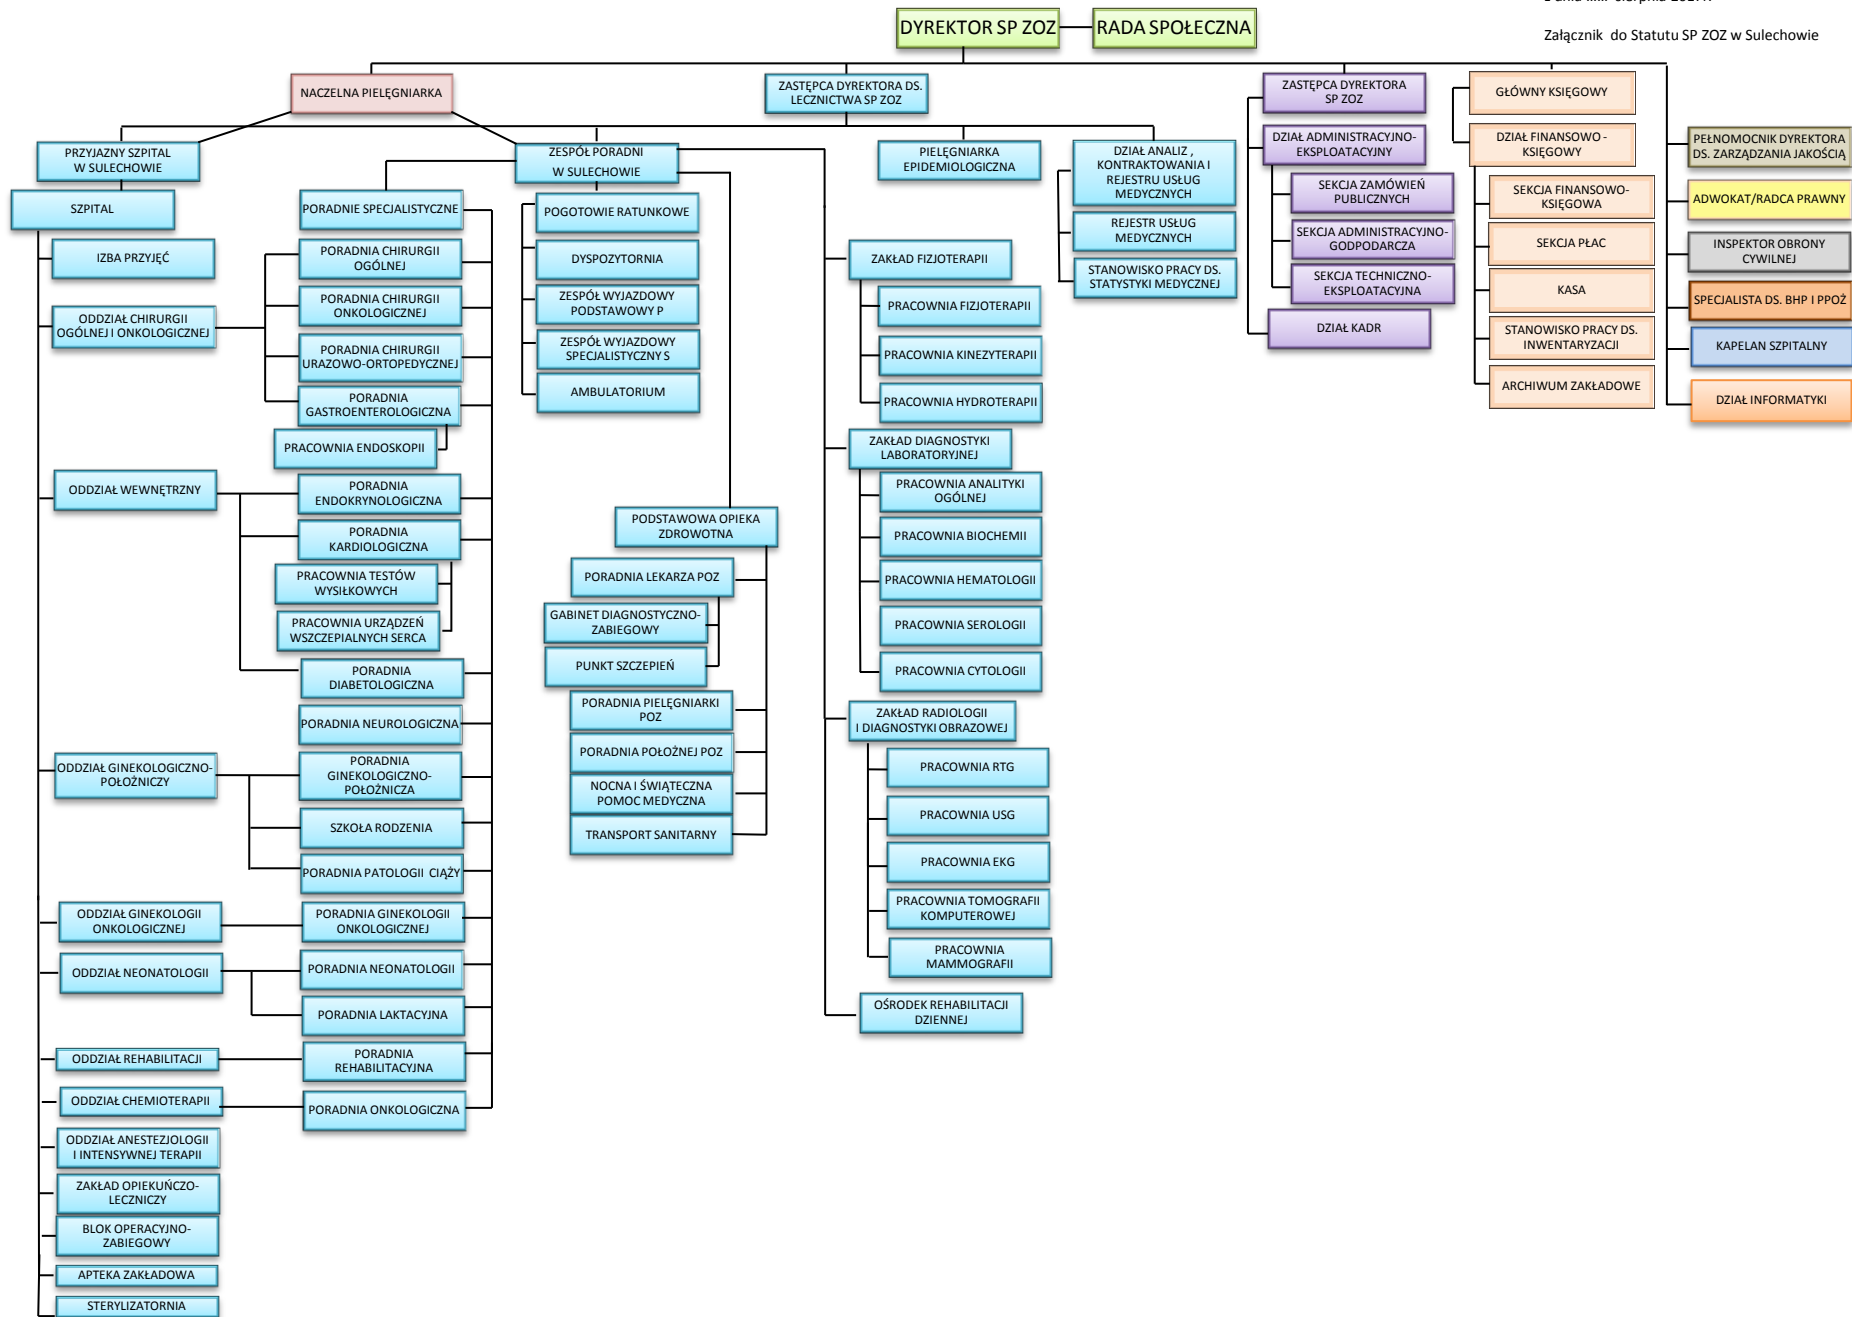 Załącznik do Statutu SP ZOZ w Sulechowie
DYREKTOR SP ZOZ
RADA SPOŁECZNA
NACZELNA PIELĘGNIARKA
ZASTĘPCA DYREKTORA DS.
LECZNICTWA SP ZOZ
ZASTĘPCA DYREKTORA
SP ZOZ
GŁÓWNY KSIĘGOWY
PRZYJAZNY SZPITAL
W SULECHOWIE
SZPITAL
IZBA PRZYJĘĆ
ODDZIAŁ CHIRURGII
OGÓLNEJ I ONKOLOGICZNEJ
ODDZIAŁ WEWNĘTRZNY
ODDZIAŁ GINEKOLOGICZNO-
POŁOŻNICZY
ODDZIAŁ GINEKOLOGII
ONKOLOGICZNEJ
ODDZIAŁ NEONATOLOGII
ODDZIAŁ REHABILITACJI
ODDZIAŁ CHEMIOTERAPII
ODDZIAŁ ANESTEZJOLOGII
I INTENSYWNEJ TERAPII
ZAKŁAD OPIEKUŃCZO-
LECZNICZY
BLOK OPERACYJNO-
ZABIEGOWY
APTEKA ZAKŁADOWA
STERYLIZATORNIA
ZESPÓŁ PORADNI
W SULECHOWIE
PORADNIE SPECJALISTYCZNE
PORADNIA CHIRURGII
OGÓLNEJ
PORADNIA CHIRURGII
ONKOLOGICZNEJ
PORADNIA CHIRURGII
URAZOWO-ORTOPEDYCZNEJ
PORADNIA
GASTROENTEROLOGICZNA
PRACOWNIA ENDOSKOPII
PORADNIA
ENDOKRYNOLOGICZNA
PORADNIA
KARDIOLOGICZNA
PRACOWNIA TESTÓW
WYSIŁKOWYCH
PRACOWNIA URZĄDZEŃ
WSZCZEPIALNYCH SERCA
PORADNIA
DIABETOLOGICZNA
PORADNIA NEUROLOGICZNA
PORADNIA
GINEKOLOGICZNO-
POŁOŻNICZA
SZKOŁA RODZENIA
PORADNIA PATOLOGII CIĄŻY
PORADNIA GINEKOLOGII
ONKOLOGICZNEJ
PORADNIA NEONATOLOGII
PORADNIA LAKTACYJNA
PORADNIA
REHABILITACYJNA
PORADNIA ONKOLOGICZNA
POGOTOWIE RATUNKOWE
DYSPOZYTORNIA
ZESPÓŁ WYJAZDOWY
PODSTAWOWY P
ZESPÓŁ WYJAZDOWY
SPECJALISTYCZNY S
AMBULATORIUM
PODSTAWOWA OPIEKA
ZDROWOTNA
PORADNIA LEKARZA POZ
GABINET DIAGNOSTYCZNO-
ZABIEGOWY
PUNKT SZCZEPIEŃ
PORADNIA PIELĘGNIARKI
POZ
PORADNIA POŁOŻNEJ POZ
NOCNA I ŚWIĄTECZNA
POMOC MEDYCZNA
TRANSPORT SANITARNY
ZAKŁAD FIZJOTERAPII
PRACOWNIA FIZJOTERAPII
PRACOWNIA KINEZYTERAPII
PRACOWNIA HYDROTERAPII
ZAKŁAD DIAGNOSTYKI
LABORATORYJNEJ
PRACOWNIA ANALITYKI
OGÓLNEJ
PRACOWNIA BIOCHEMII
PRACOWNIA HEMATOLOGII
PRACOWNIA SEROLOGII
PRACOWNIA CYTOLOGII
ZAKŁAD RADIOLOGII
I DIAGNOSTYKI OBRAZOWEJ
PRACOWNIA RTG
PRACOWNIA USG
PRACOWNIA EKG
PRACOWNIA TOMOGRAFII
KOMPUTEROWEJ
PRACOWNIA
MAMMOGRAFII
OŚRODEK REHABILITACJI
DZIENNEJ
PIELĘGNIARKA
EPIDEMIOLOGICZNA
DZIAŁ ANALIZ ,
KONTRAKTOWANIA I
REJESTRU USŁUG
MEDYCZNYCH
REJESTR USŁUG
MEDYCZNYCH
STANOWISKO PRACY DS.
STATYSTYKI MEDYCZNEJ
DZIAŁ ADMINISTRACYJNO-
EKSPLOATACYJNY
SEKCJA ZAMÓWIEŃ
PUBLICZNYCH
SEKCJA ADMINISTRACYJNO-
GODPODARCZA
SEKCJA TECHNICZNO-
EKSPLOATACYJNA
DZIAŁ KADR
DZIAŁ FINANSOWO -
KSIĘGOWY
SEKCJA FINANSOWO-
KSIĘGOWA
SEKCJA PŁAC
KASA
STANOWISKO PRACY DS.
INWENTARYZACJI
ARCHIWUM ZAKŁADOWE
PEŁNOMOCNIK DYREKTORA
DS. ZARZĄDZANIA JAKOŚCIĄ
ADWOKAT/RADCA PRAWNY
INSPEKTOR OBRONY
CYWILNEJ
SPECJALISTA DS. BHP I PPOŻ
KAPELAN SZPITALNY
DZIAŁ INFORMATYKI